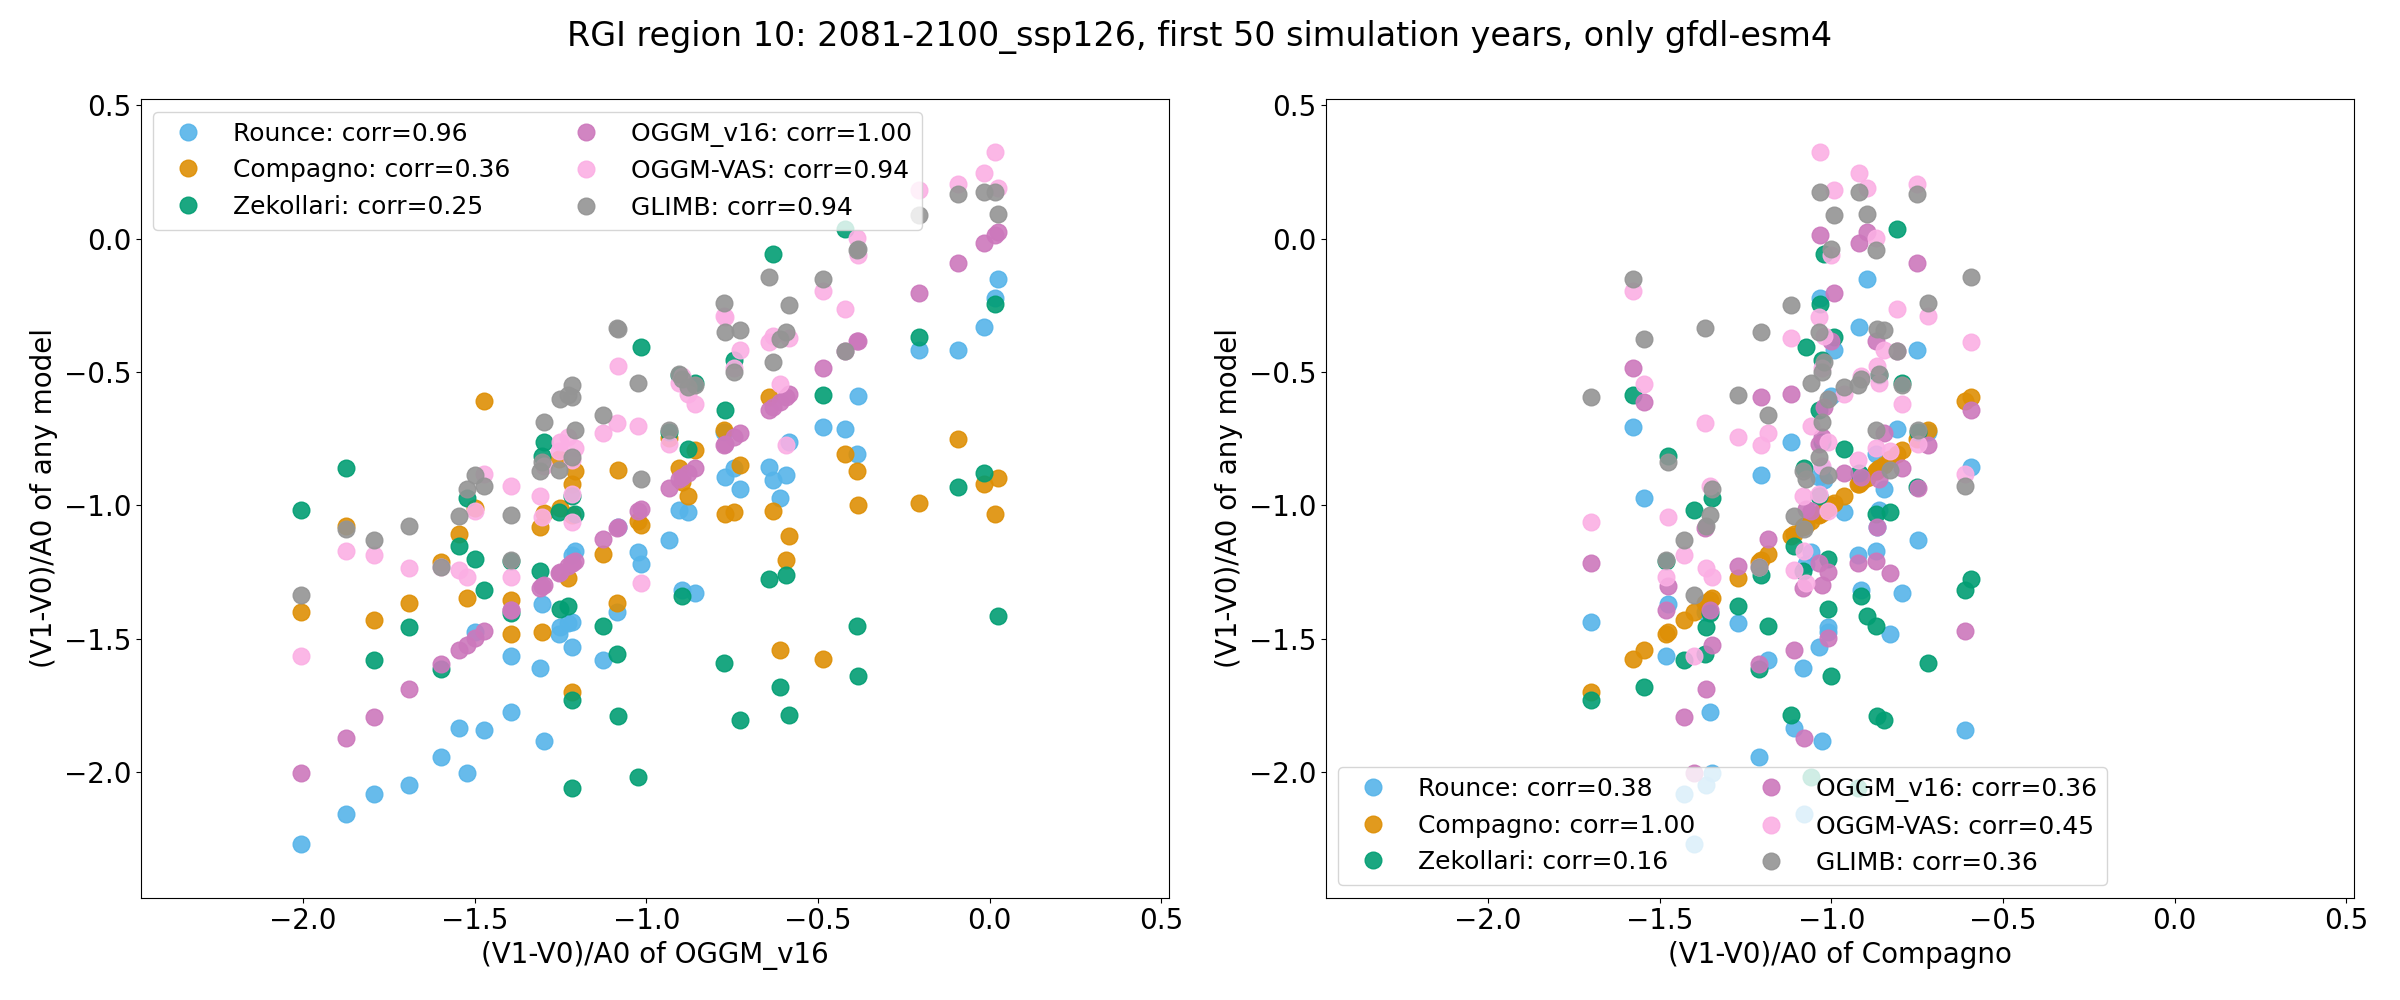 RGI region 10: 2081-2100_ssp126, first 50 simulation years, only gfdl-esm4
Rounce: corr=0.96
Compagno: corr=0.36
Zekollari: corr=0.25
OGGM_v16: corr=1.00
OGGM-VAS: corr=0.94
GLIMB: corr=0.94
0.5
0.0
−0.5
−1.0
−1.5
−2.0
(V1-V0)/A0 of any model
−2.0
−1.5
−1.0
−0.5
0.0
0.5
(V1-V0)/A0 of OGGM_v16
0.5
0.0
−0.5
−1.0
−1.5
−2.0
(V1-V0)/A0 of any model
Rounce: corr=0.38
Compagno: corr=1.00
Zekollari: corr=0.16
OGGM_v16: corr=0.36
OGGM-VAS: corr=0.45
GLIMB: corr=0.36
−2.0
−1.5
−1.0
−0.5
0.0
0.5
(V1-V0)/A0 of Compagno